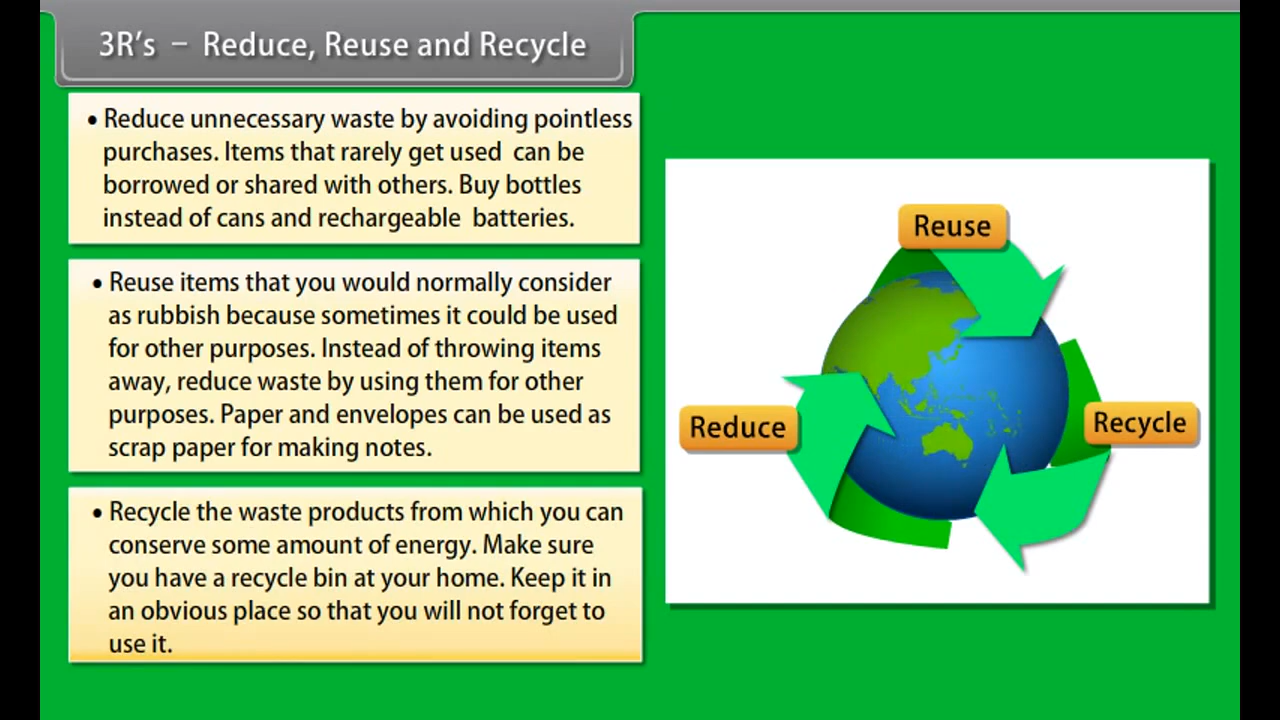 3R's – Reduce, Reuse and Recycle
• Reduce unnecessary waste by avoiding pointless
purchases. Items that rarely get used can be
borrowed or shared with others. Buy bottles
instead of cans and rechargeable batteries.
• Reuse items that you would normally consider
as rubbish because sometimes it could be used
for other purposes. Instead of throwing items
away, reduce waste by using them for other
purposes. Paper and envelopes can be used as
scrap paper for making notes.
• Recycle the waste products from which you can
conserve some amount of energy. Make sure
you have a recycle bin at your home. Keep it in
an obvious place so that you will not forget to
use it.
Reuse
Reduce
Recycle